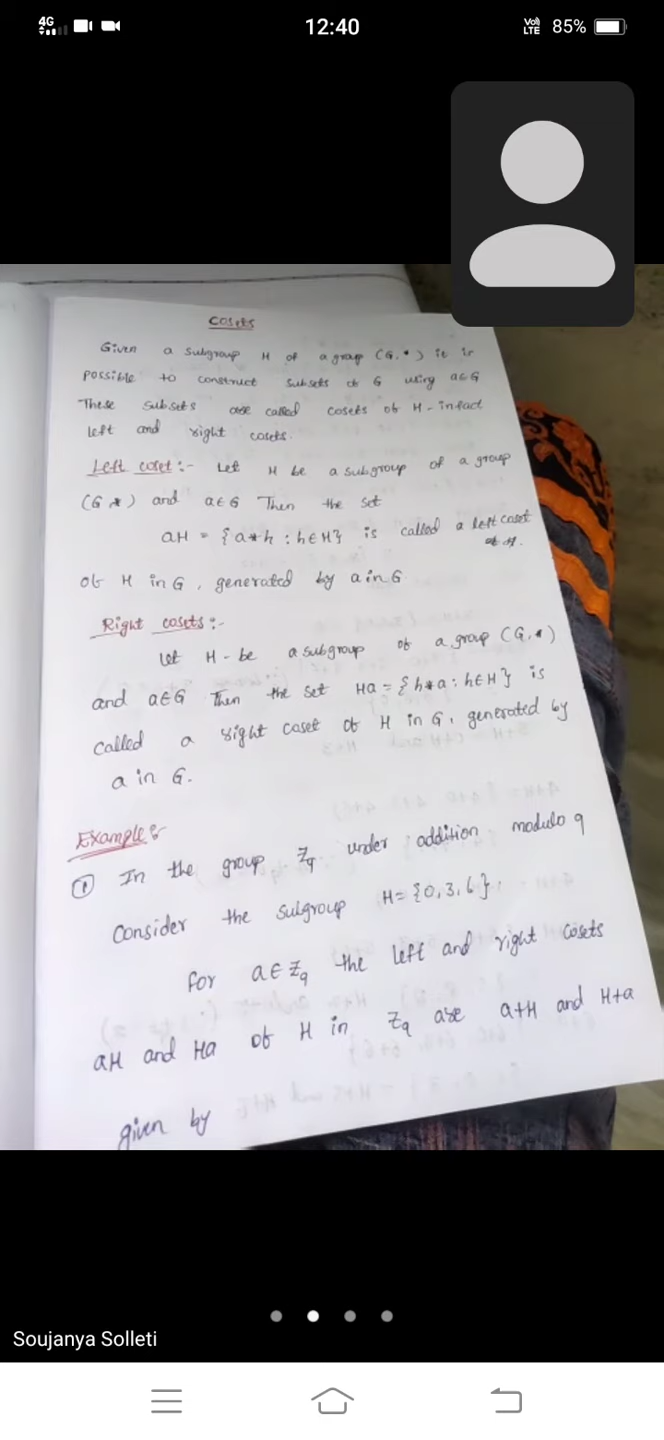 4G
12:40
Vo)
LTE
85%
Cosets
Given a subgroup H of a group (G,*) it is
possible to construct subsets of G using a∈G
These subsets are called cosets of H - infact
left and right cosets.
Left coset :- Let H be a subgroup of a group
(G *) and a∈G Then the set
aH = {a*h : h∈H} is called a left coset
of H.
of H in G, generated by a in G
Right cosets :-
Let H - be a subgroup of a group (G,*)
and a∈G Then the set Ha = {h*a : h∈H} is
called a right coset of H in G, generated by
a in G.
Example :-
① In the group Z9 under addition modulo 9
Consider the subgroup H= {0,3,6}.
for a∈Z9 the left and right cosets
aH and Ha of H in Z9 are a+H and H+a
given by
Soujanya Solleti